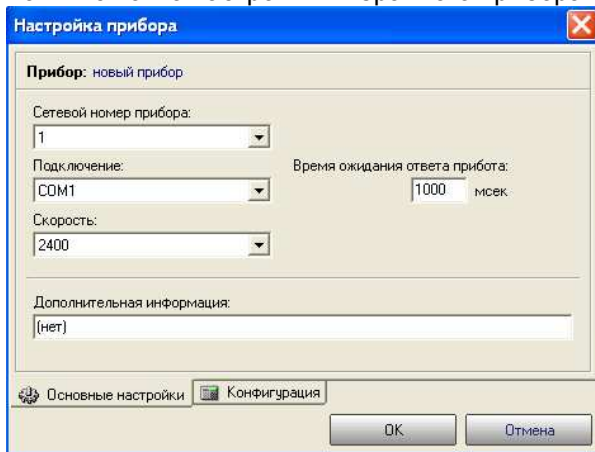 Настройка прибора
Прибор: новый прибор
Сетевой номер прибора:
1
Подключение:
COM1
Время ожидания ответа прибота:
1000 мсек
Скорость:
2400
Дополнительная информация:
(нет)
Основные настройки
Конфигурация
OK
Отмена